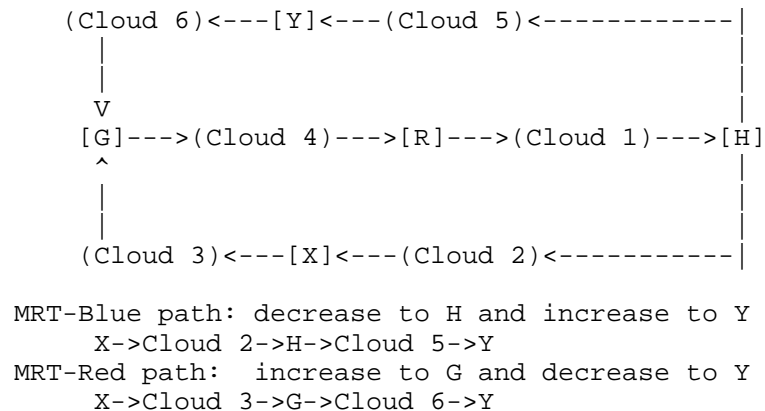 (Cloud 6)<---[Y]<---(Cloud 5)<------------|
|                                         |
|                                         |
V                                         |
[G]--->(Cloud 4)--->[R]--->(Cloud 1)--->[H]
^                                         |
|                                         |
|                                         |
(Cloud 3)<---[X]<---(Cloud 2)<-----------|
MRT-Blue path: decrease to H and increase to Y
X->Cloud 2->H->Cloud 5->Y
MRT-Red path:  increase to G and decrease to Y
X->Cloud 3->G->Cloud 6->Y